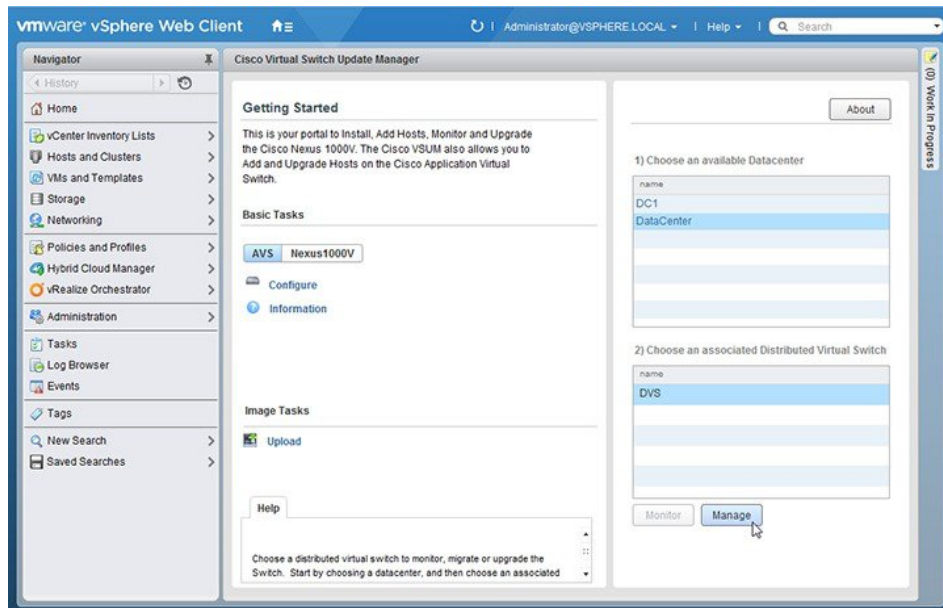 vmware® vSphere Web Client
Administrator@VSPHERE.LOCAL
Help
Search
Navigator
History
Home
vCenter Inventory Lists
Hosts and Clusters
VMs and Templates
Storage
Networking
Policies and Profiles
Hybrid Cloud Manager
vRealize Orchestrator
Administration
Tasks
Log Browser
Events
Tags
New Search
Saved Searches
Cisco Virtual Switch Update Manager
Getting Started
This is your portal to Install, Add Hosts, Monitor and Upgrade
the Cisco Nexus 1000V. The Cisco VSUM also allows you to
Add and Upgrade Hosts on the Cisco Application Virtual
Switch.
Basic Tasks
AVS Nexus1000V
Configure
Information
Image Tasks
Upload
Help
Choose a distributed virtual switch to monitor, migrate or upgrade the
Switch. Start by choosing a datacenter, and then choose an associated
About
1) Choose an available Datacenter
name
DC1
DataCenter
2) Choose an associated Distributed Virtual Switch
name
DVS
Monitor Manage
(0) Work In Progress